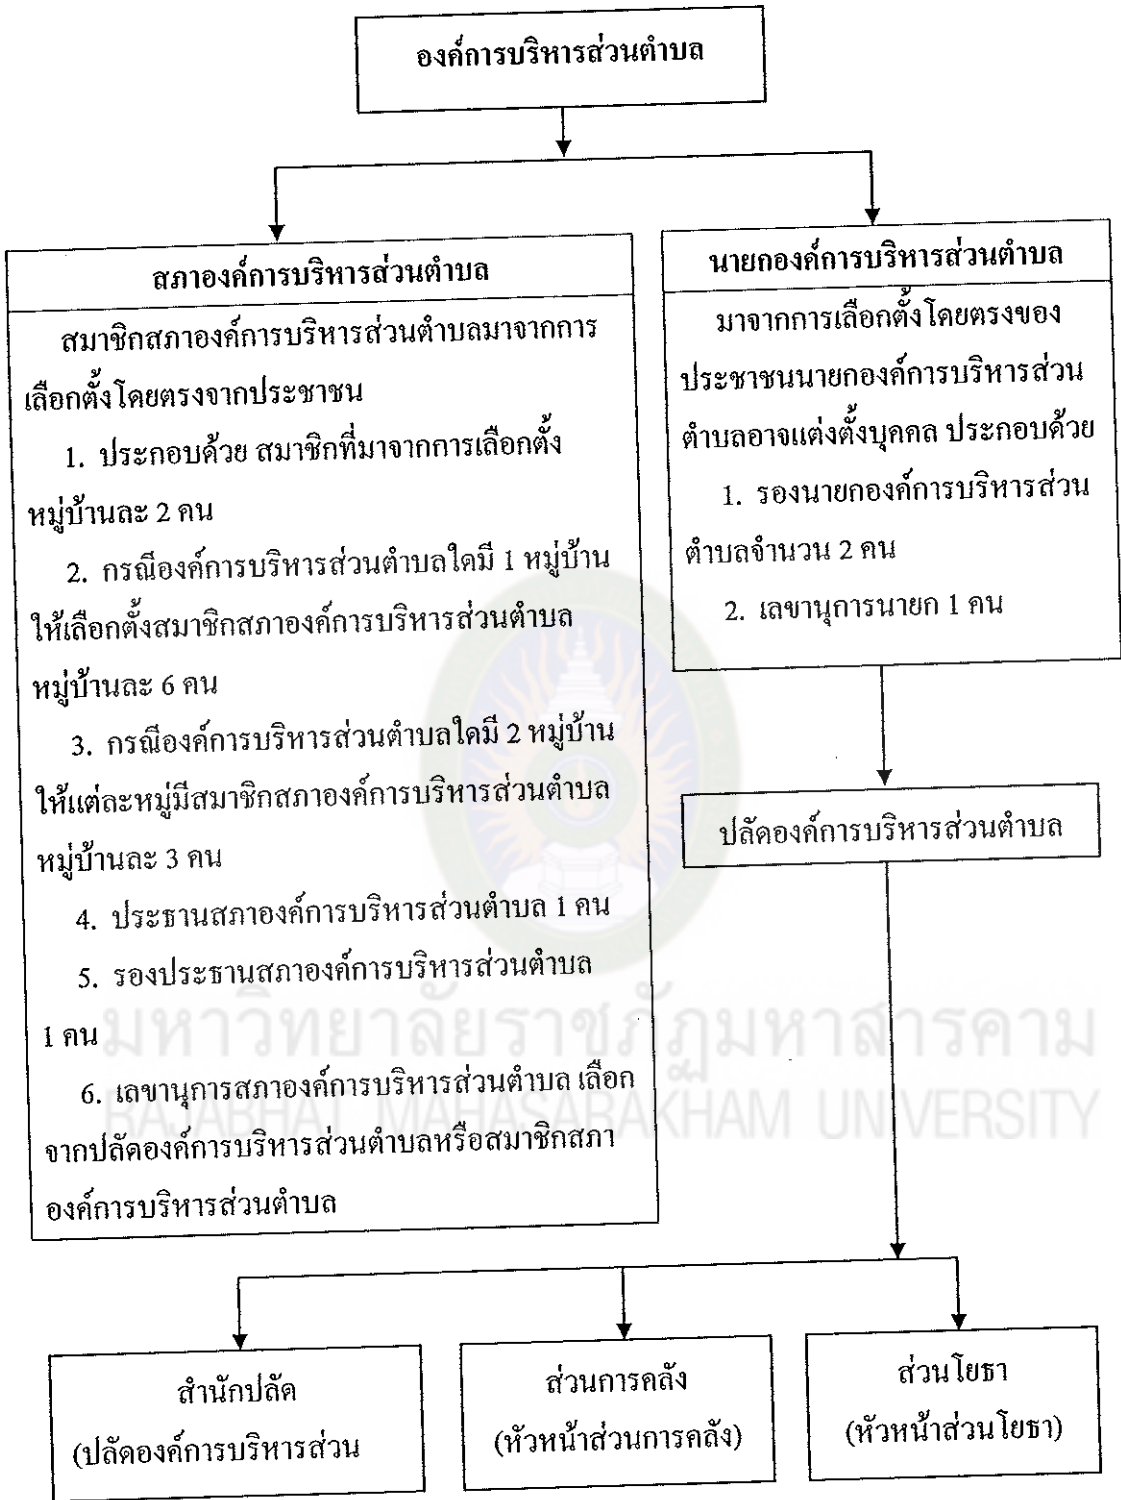 องค์การบริหารส่วนตำบล
สภาองค์การบริหารส่วนตำบล
สมาชิกสภาองค์การบริหารส่วนตำบลมาจากการ
เลือกตั้งโดยตรงจากประชาชน
1. ประกอบด้วย สมาชิกที่มาจากการเลือกตั้ง
หมู่บ้านละ 2 คน
2. กรณีองค์การบริหารส่วนตำบลใดมี 1 หมู่บ้าน
ให้เลือกตั้งสมาชิกสภาองค์การบริหารส่วนตำบล
หมู่บ้านละ 6 คน
3. กรณีองค์การบริหารส่วนตำบลใดมี 2 หมู่บ้าน
ให้แต่ละหมู่มีสมาชิกสภาองค์การบริหารส่วนตำบล
หมู่บ้านละ 3 คน
4. ประธานสภาองค์การบริหารส่วนตำบล 1 คน
5. รองประธานสภาองค์การบริหารส่วนตำบล
1 คน
6. เลขานุการสภาองค์การบริหารส่วนตำบล เลือก
จากปลัดองค์การบริหารส่วนตำบลหรือสมาชิกสภา
องค์การบริหารส่วนตำบล
นายกองค์การบริหารส่วนตำบล
มาจากการเลือกตั้งโดยตรงของ
ประชาชนนายกองค์การบริหารส่วน
ตำบลอาจแต่งตั้งบุคคล ประกอบด้วย
1. รองนายกองค์การบริหารส่วน
ตำบลจำนวน 2 คน
2. เลขานุการนายก 1 คน
ปลัดองค์การบริหารส่วนตำบล
มหาวิทยาลัยราชภัฏมหาสารคาม
RAJABHAT MAHASARAKHAM UNIVERSITY
สำนักปลัด
(ปลัดองค์การบริหารส่วน
ส่วนการคลัง
(หัวหน้าส่วนการคลัง)
ส่วนโยธา
(หัวหน้าส่วนโยธา)